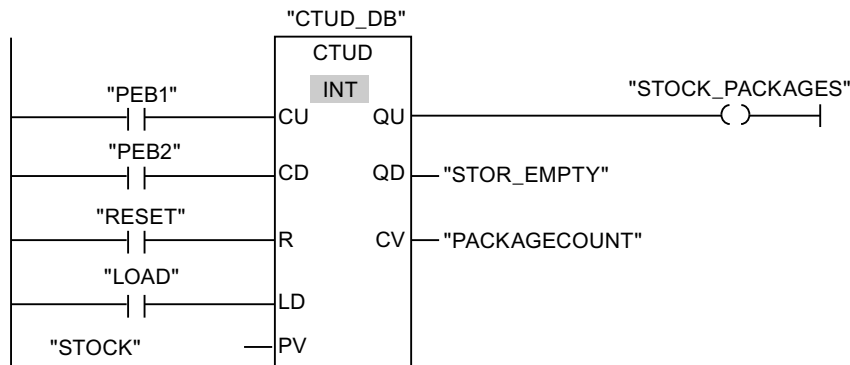 "CTUD_DB"
CTUD
INT
"PEB1"
"STOCK_PACKAGES"
CU QU
"PEB2"
CD QD "STOR_EMPTY"
"RESET"
R CV "PACKAGECOUNT"
"LOAD"
LD
"STOCK" PV